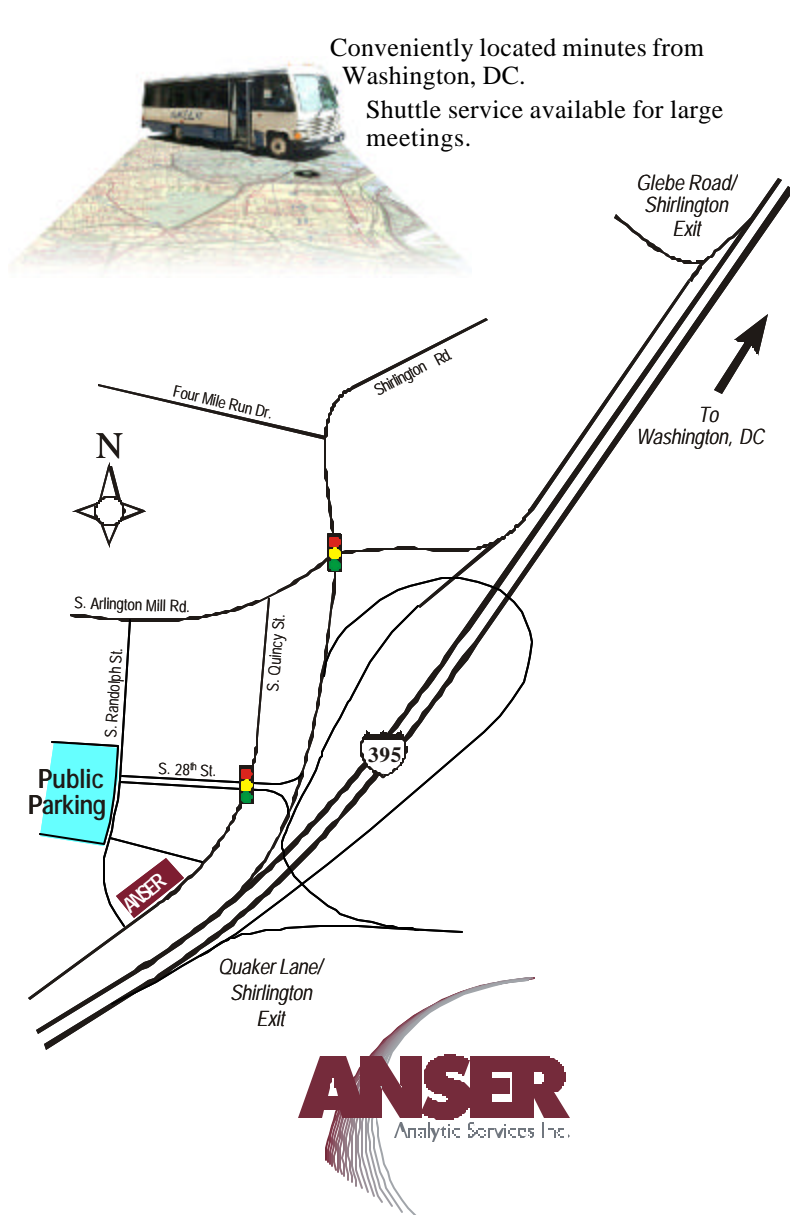 Conveniently located minutes from
Washington, DC.
Shuttle service available for large
meetings.
Glebe Road/
Shirlington
Exit
Shirlington Rd.
Four Mile Run Dr.
To
Washington, DC
N
S. Arlington Mill Rd.
S. Quincy St.
S. Randolph St.
395
S. 28th St.
Public
Parking
ANSER
Quaker Lane/
Shirlington
Exit
ANSER
Analytic Services Inc.